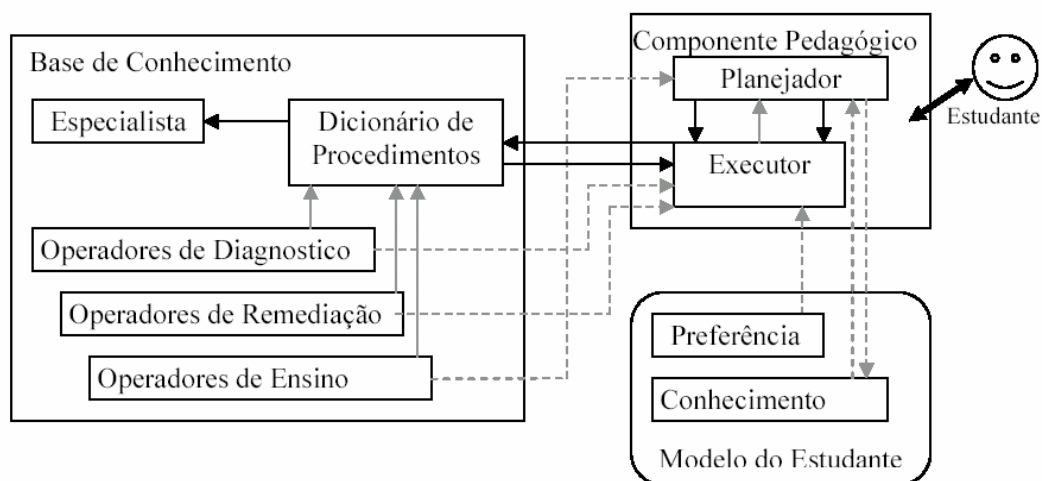 Base de Conhecimento
Especialista
Dicionário de
Procedimentos
Operadores de Diagnostico
Operadores de Remediação
Operadores de Ensino
Componente Pedagógico
Planejador
Executor
Estudante
Preferência
Conhecimento
Modelo do Estudante